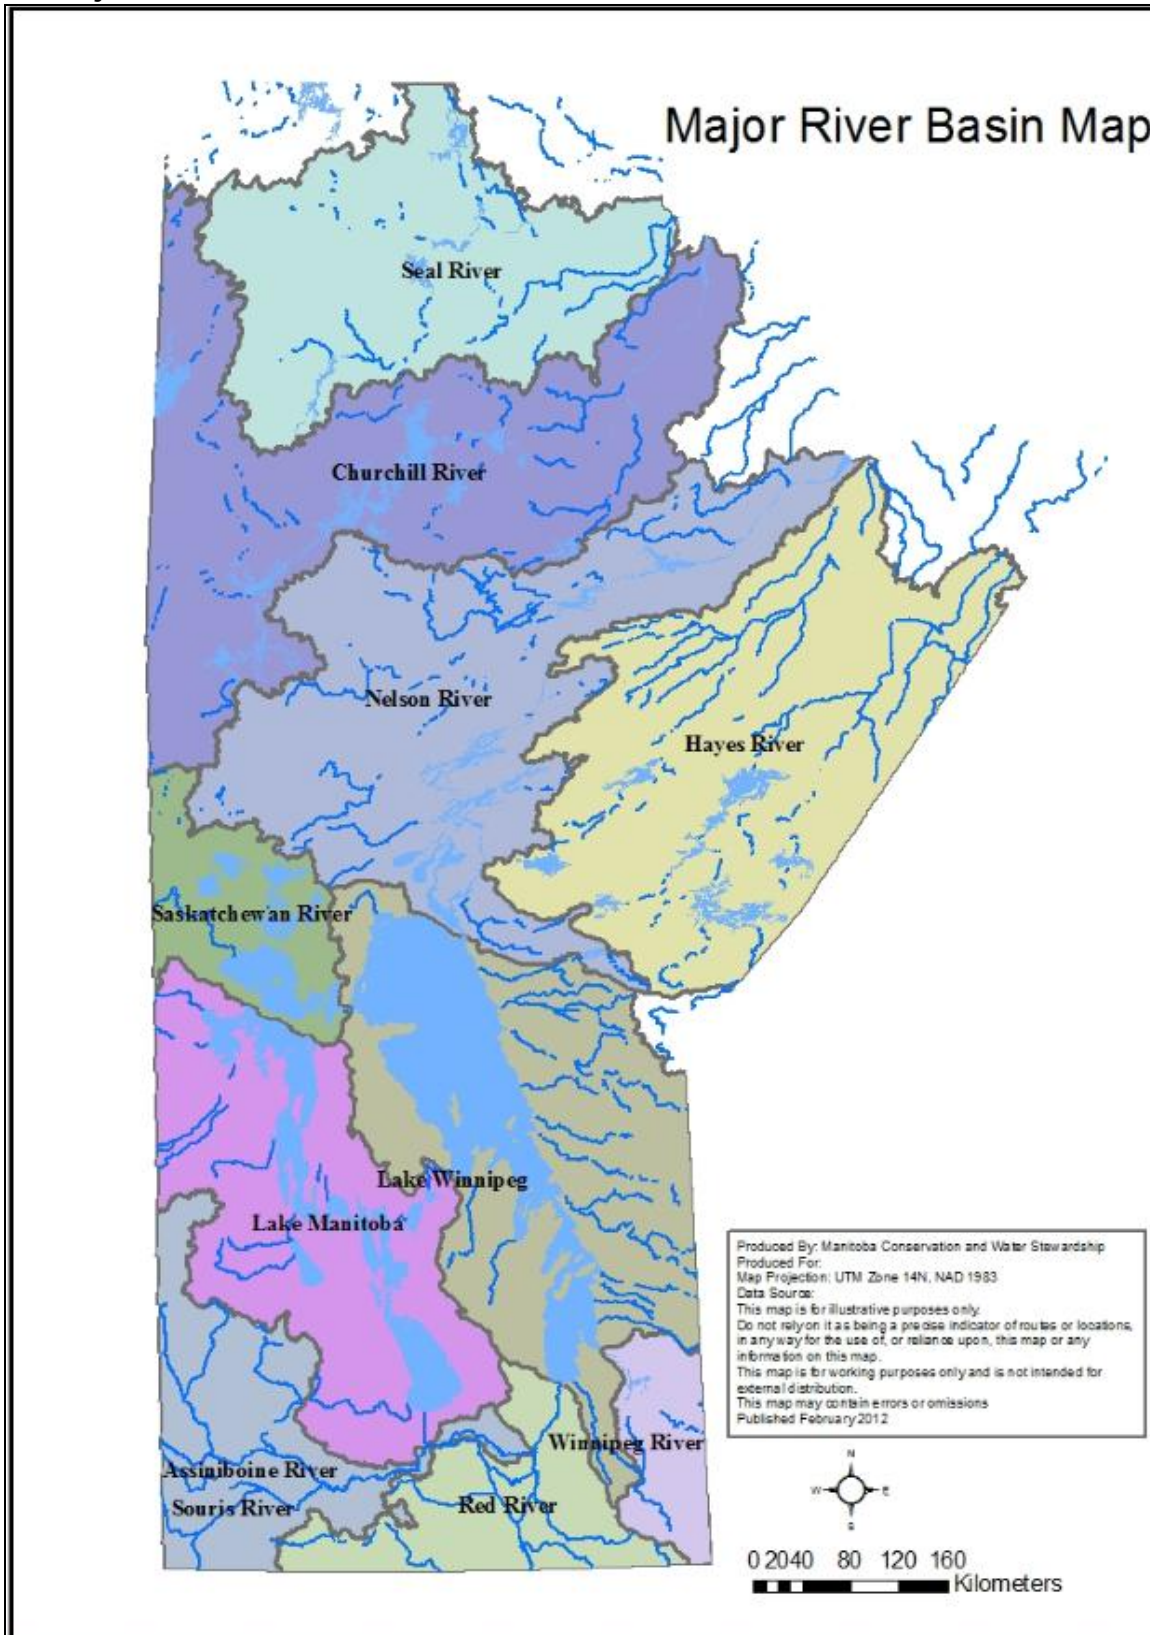 Major River Basin Map
Seal River
Churchill River
Nelson River
Hayes River
Saskatchewan River
Lake Winnipeg
Lake Manitoba
Winnipeg River
Assiniboine River
Souris River
Red River
Produced By: Manitoba Conservation and Water Stewardship
Produced For:
Map Projection: UTM Zone 14N, NAD 1983
Data Source:
This map is for illustrative purposes only.
Do not rely on it as being a precise indicator of routes or locations,
in any way for the use of, or reliance upon, this map or any
information on this map.
This map is for working purposes only and is not intended for
external distribution.
This map may contain errors or omissions
Published February 2012
N
W E
S
0 20 40 80 120 160
Kilometers